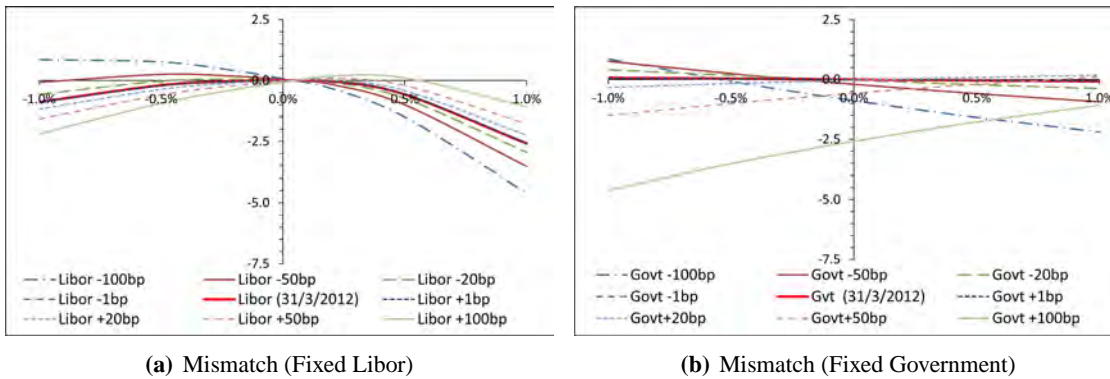 2.5
0.0
-2.5
-5.0
-7.5
-1.0% -0.5% 0.0% 0.5% 1.0%
Libor -100bp Libor -50bp Libor -20bp
Libor -1bp Libor (31/3/2012) Libor +1bp
Libor +20bp Libor +50bp Libor +100bp
(a) Mismatch (Fixed Libor)
2.5
0.0
-2.5
-5.0
-7.5
-1.0% -0.5% 0.0% 0.5% 1.0%
Govt -100bp Govt -50bp Govt -20bp
Govt -1bp Gvt (31/3/2012) Govt +1bp
Govt+20bp Govt+50bp Govt +100bp
(b) Mismatch (Fixed Government)